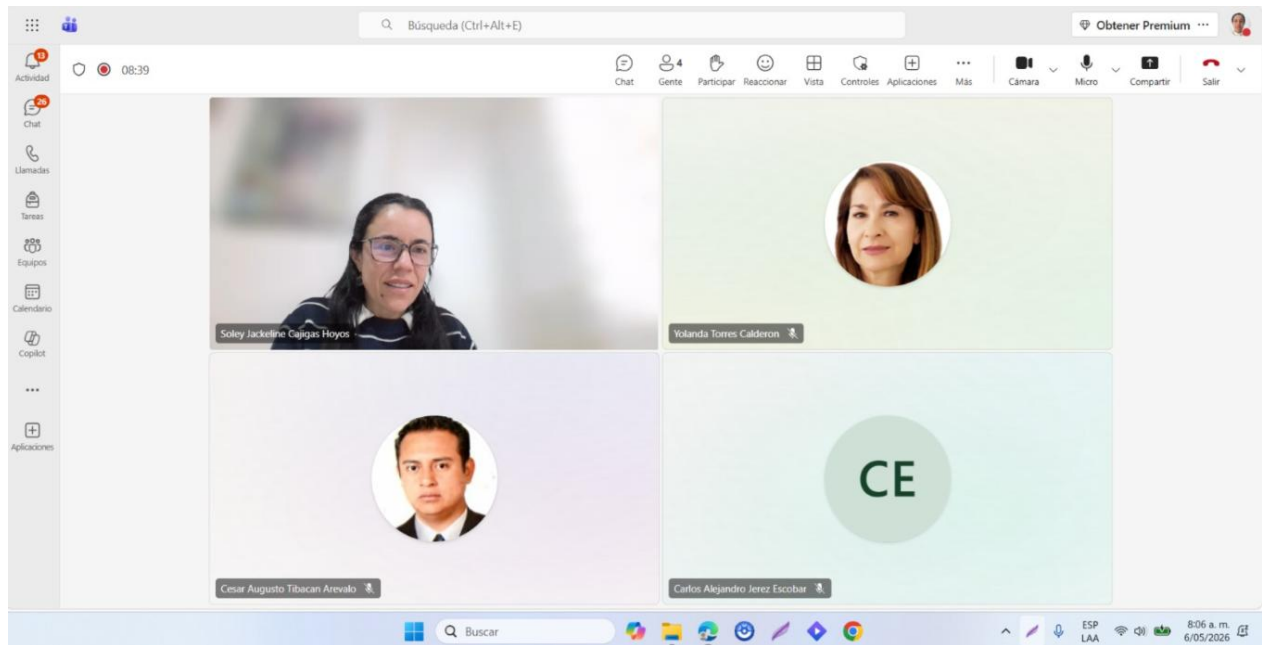 Búsqueda (Ctrl+Alt+E)
Obtener Premium
13
Actividad
26
Chat
Llamadas
Tareas
Equipos
Calendario
Copilot
Aplicaciones
08:39
Chat
4
Gente
Participar
Reaccionar
Vista
Controles
Aplicaciones
Más
Cámara
Micro
Compartir
Salir
Soley Jackeline Cajigas Hoyos
Yolanda Torres Calderon
Cesar Augusto Tibacan Arevalo
CE
Carlos Alejandro Jerez Escobar
Buscar
ESP
LAA
8:06 a. m.
6/05/2026